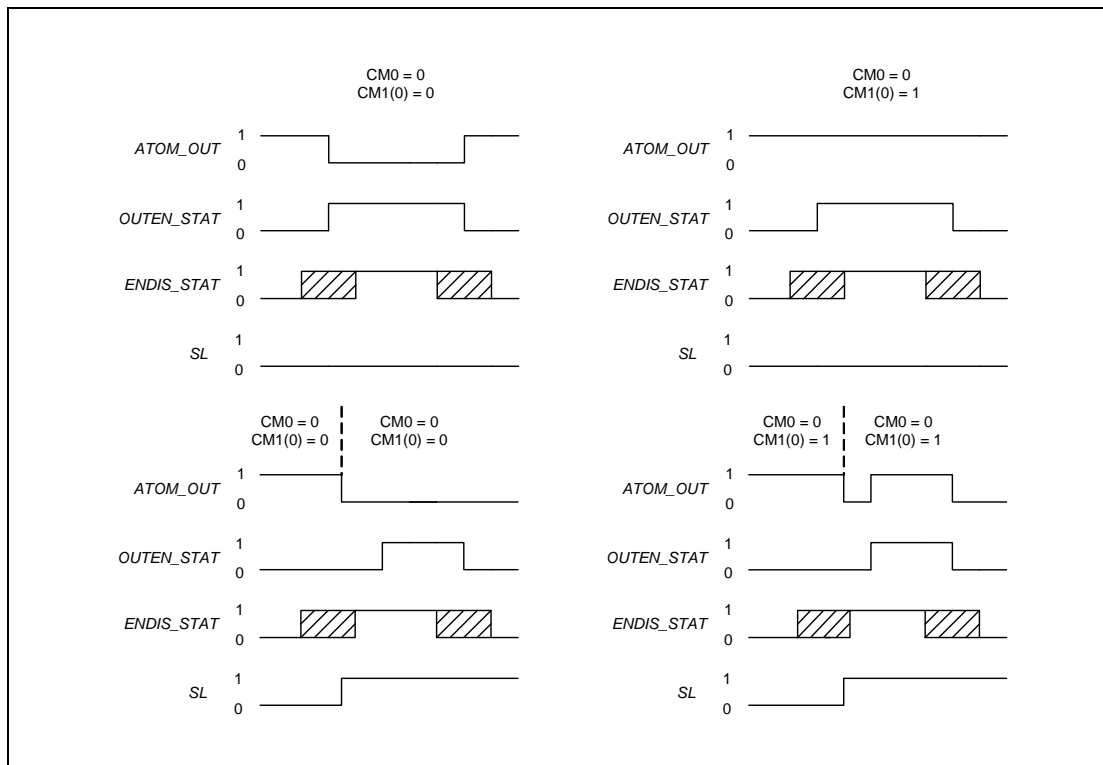 CM0 = 0
CM1(0) = 0
ATOM_OUT
1
0
OUTEN_STAT
1
0
ENDIS_STAT
1
0
SL
1
0
CM0 = 0
CM1(0) = 1
ATOM_OUT
1
0
OUTEN_STAT
1
0
ENDIS_STAT
1
0
SL
1
0
CM0 = 0
CM1(0) = 0
CM0 = 0
CM1(0) = 0
ATOM_OUT
1
0
OUTEN_STAT
1
0
ENDIS_STAT
1
0
SL
1
0
CM0 = 0
CM1(0) = 1
CM0 = 0
CM1(0) = 1
ATOM_OUT
1
0
OUTEN_STAT
1
0
ENDIS_STAT
1
0
SL
1
0